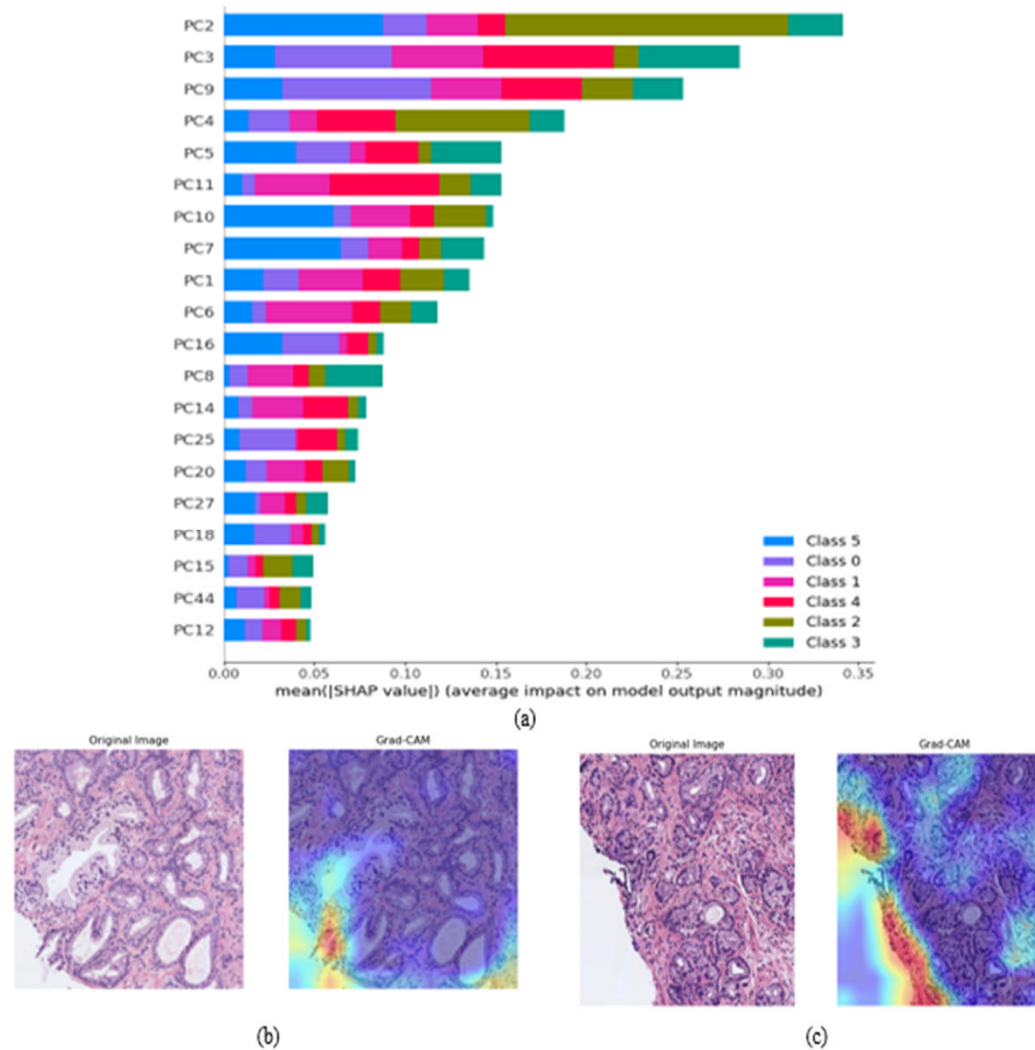 PC2
PC3
PC9
PC4
PC5
PC11
PC10
PC7
PC1
PC6
PC16
PC8
PC14
PC25
PC20
PC27
PC18
PC15
PC44
PC12
Class 5
Class 0
Class 1
Class 4
Class 2
Class 3
0.00 0.05 0.10 0.15 0.20 0.25 0.30 0.35
mean(|SHAP value|) (average impact on model output magnitude)
(a)
Original Image Grad-CAM Original Image Grad-CAM
(b) (c)